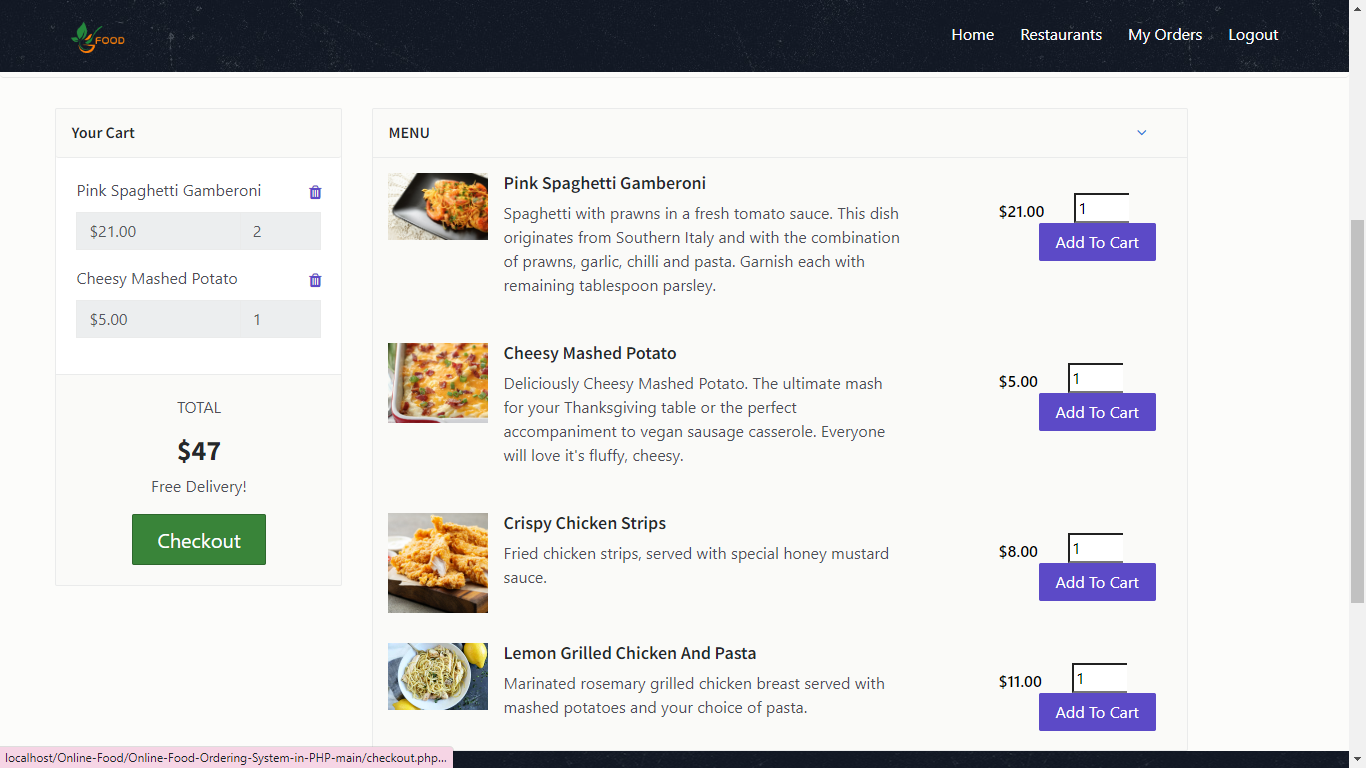 FOOD
Home Restaurants My Orders Logout
Your Cart
Pink Spaghetti Gamberoni
$21.00 2
Cheesy Mashed Potato
$5.00 1
TOTAL
$47
Free Delivery!
Checkout
MENU
Pink Spaghetti Gamberoni
Spaghetti with prawns in a fresh tomato sauce. This dish
originates from Southern Italy and with the combination
of prawns, garlic, chilli and pasta. Garnish each with
remaining tablespoon parsley.
$21.00 1
Add To Cart
Cheesy Mashed Potato
Deliciously Cheesy Mashed Potato. The ultimate mash
for your Thanksgiving table or the perfect
accompaniment to vegan sausage casserole. Everyone
will love it's fluffy, cheesy.
$5.00 1
Add To Cart
Crispy Chicken Strips
Fried chicken strips, served with special honey mustard
sauce.
$8.00 1
Add To Cart
Lemon Grilled Chicken And Pasta
Marinated rosemary grilled chicken breast served with
mashed potatoes and your choice of pasta.
$11.00 1
Add To Cart
localhost/Online-Food/Online-Food-Ordering-System-in-PHP-main/checkout.php...